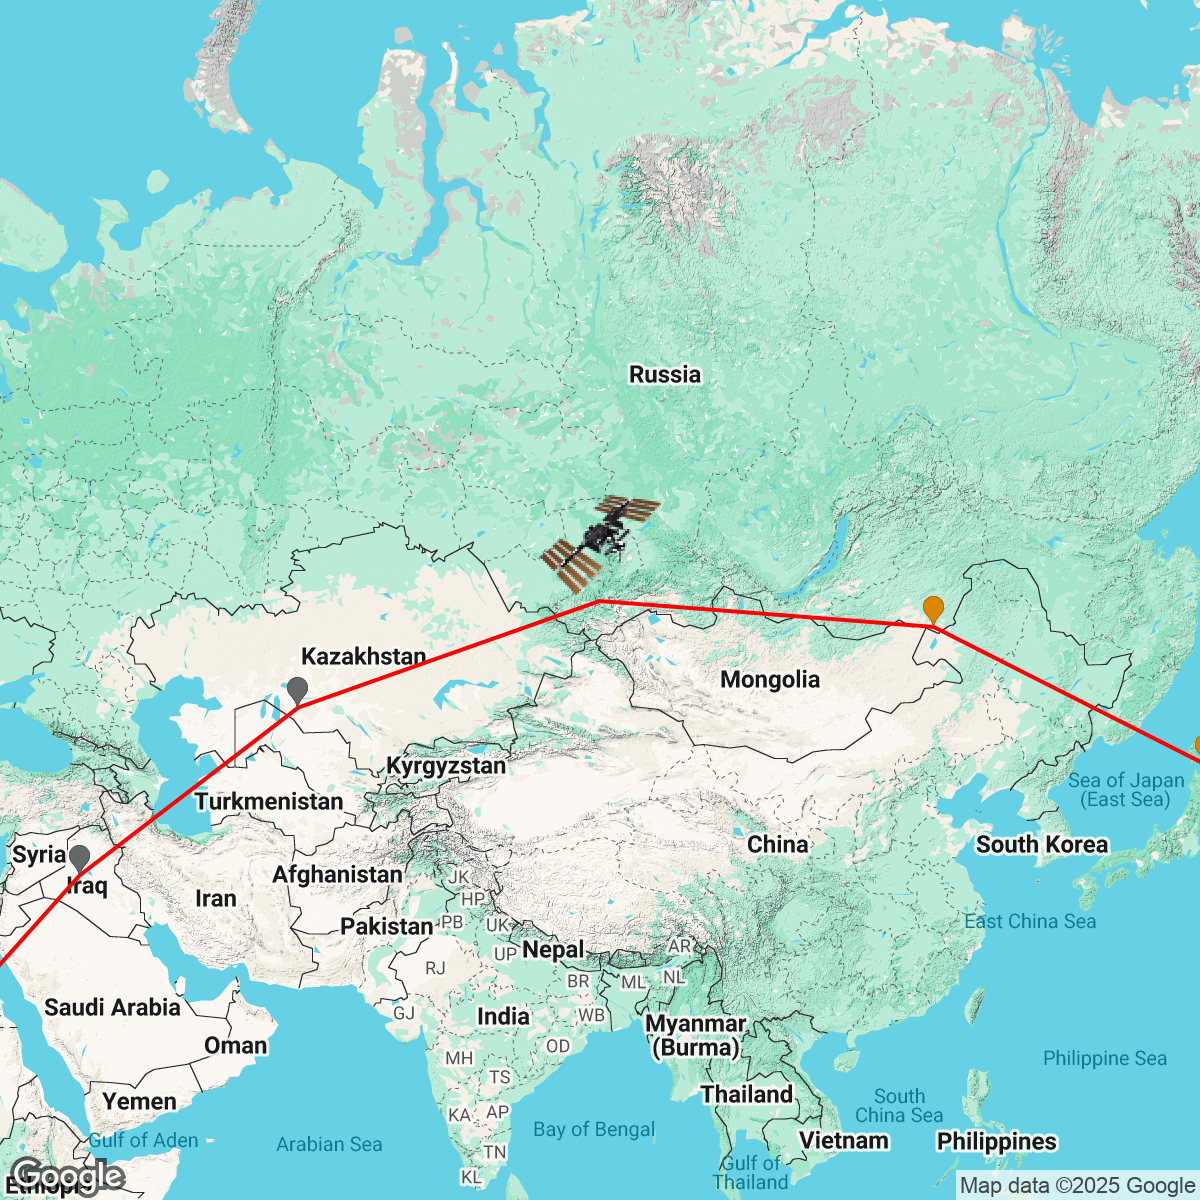 Russia
Kazakhstan
Mongolia
Kyrgyzstan
Sea of Japan
(East Sea)
Turkmenistan
China
South Korea
Syria
Iraq
Afghanistan
JK
Iran
HP
Pakistan
PB
UK
East China Sea
UP
Nepal
AR
RJ
BR
ML
NL
Saudi Arabia
GJ
India
WB
Myanmar
(Burma)
Oman
OD
MH
Philippine Sea
TS
Thailand
South
China Sea
Yemen
KA
AP
Gulf of Aden
Arabian Sea
Bay of Bengal
Vietnam
Philippines
TN
Gulf of
Thailand
KL
Google
Map data ©2025 Google